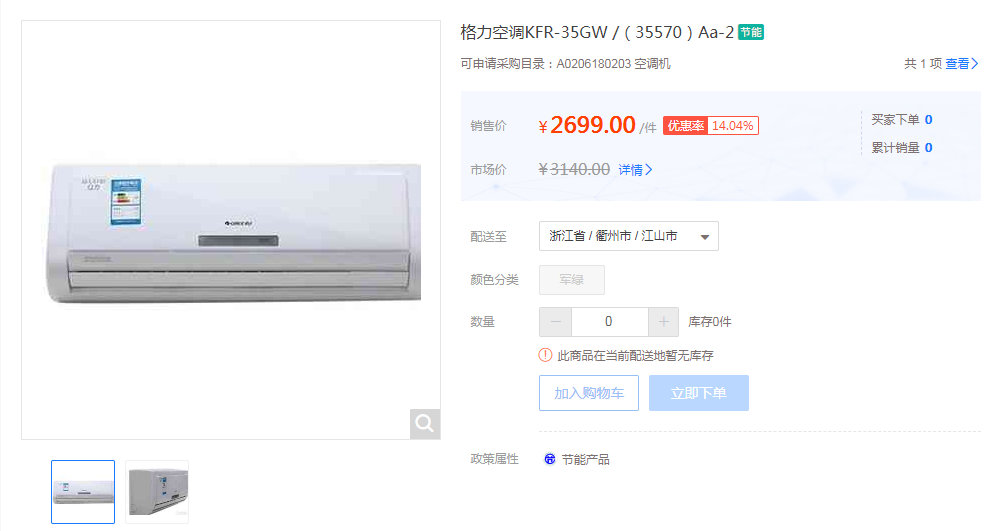 格力空调KFR-35GW /（ 35570 ）Aa-2 节能
可申请采购目录：A0206180203 空调机
共 1 项 查看
销售价 ¥ 2699.00 /件 优惠率 14.04%
买家下单 0
累计销量 0
市场价 ¥ 3140.00 详情
配送至 浙江省 / 衢州市 / 江山市
颜色分类 军绿
数量 － 0 ＋ 库存0件
此商品在当前配送地暂无库存
加入购物车 立即下单
政策属性 节能产品
GREE